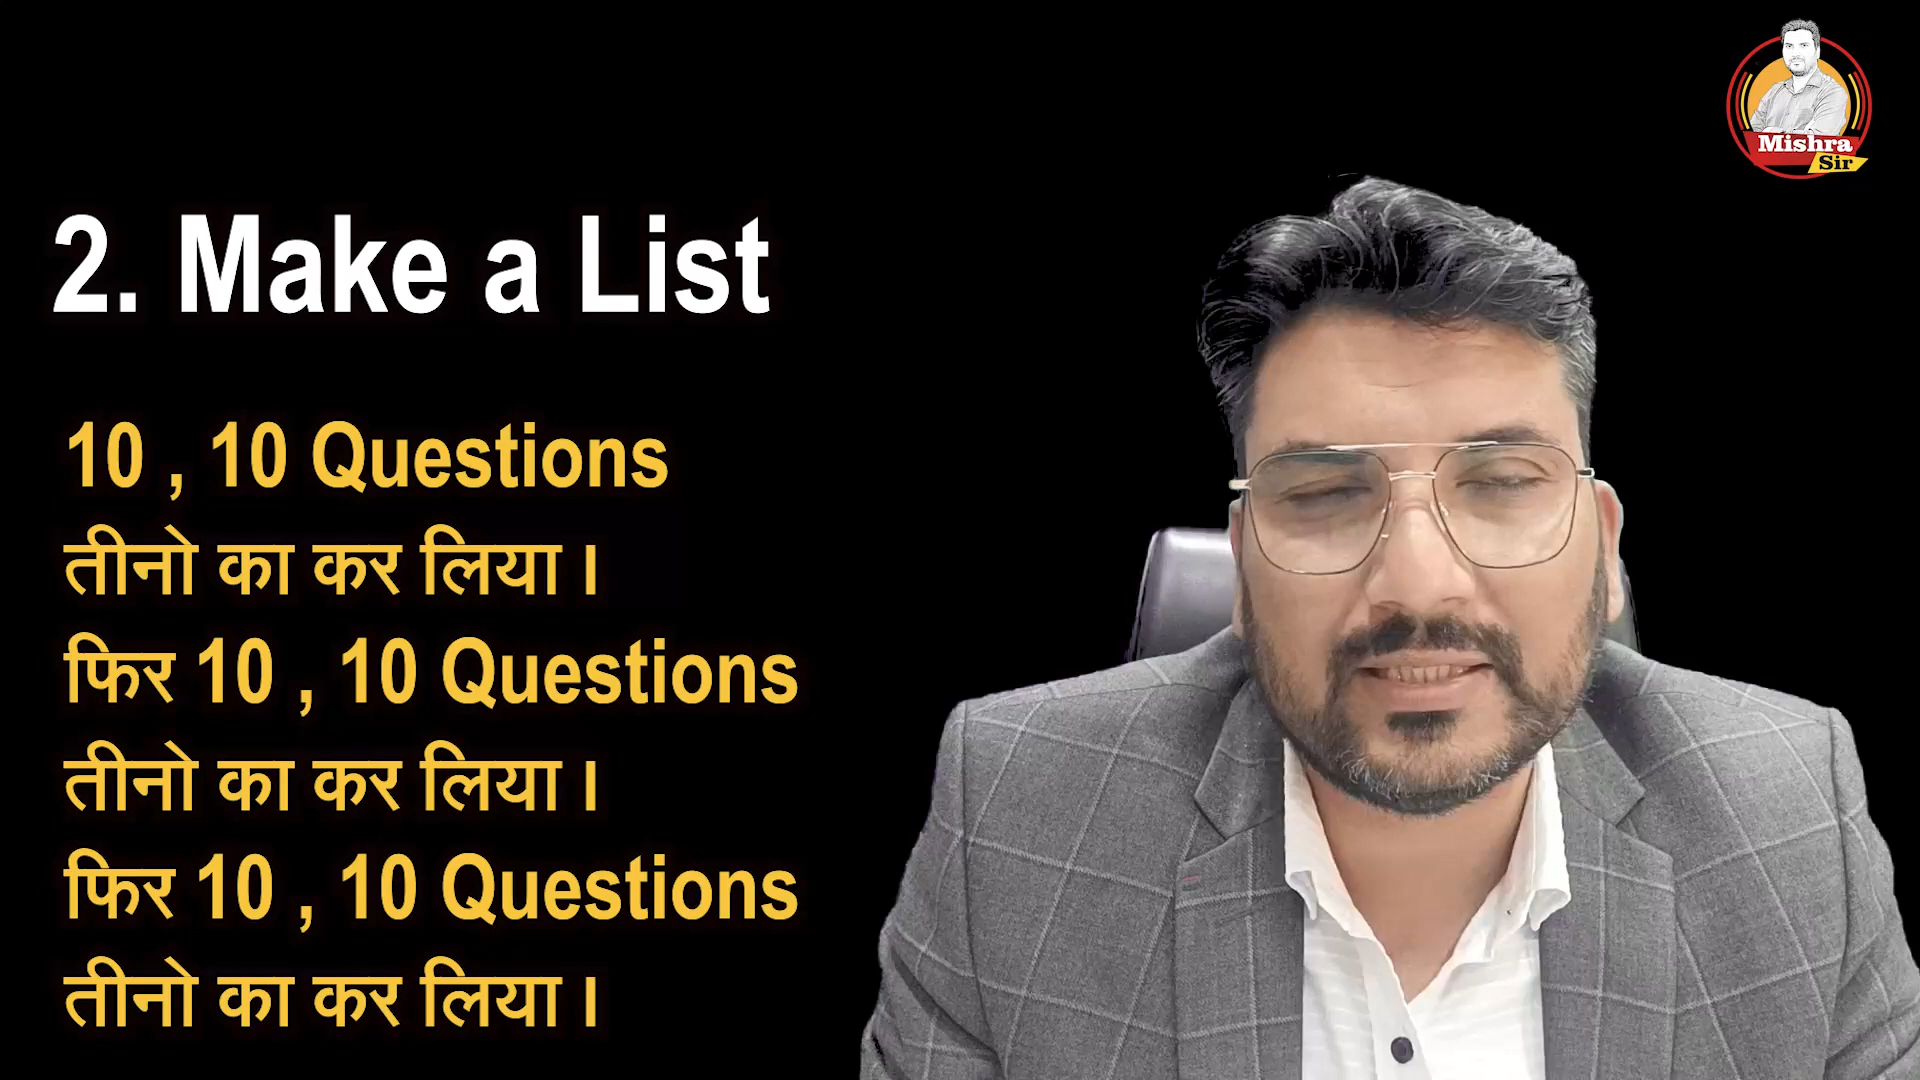 Mishra
Sir
2. Make a List
10 , 10 Questions
तीनो का कर लिया ।
फिर 10 , 10 Questions
तीनो का कर लिया ।
फिर 10 , 10 Questions
तीनो का कर लिया ।